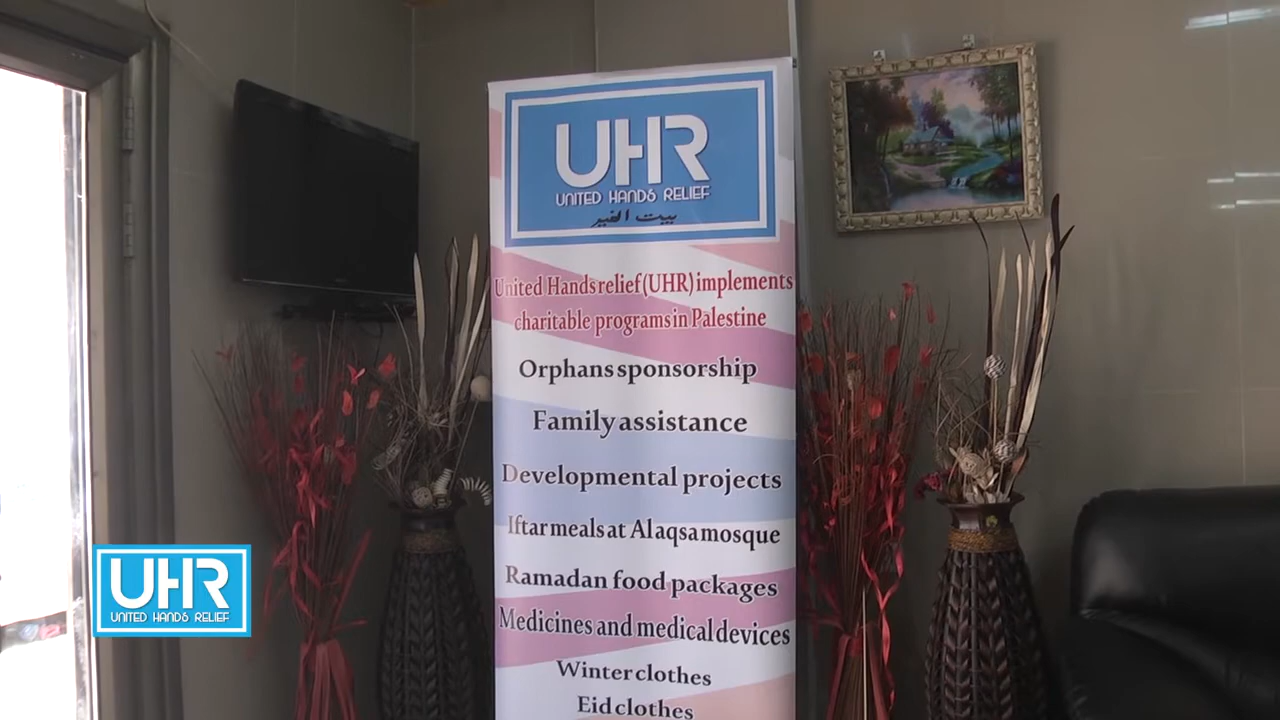 UHR
UNITED HANDS RELIEF
بيت الخير
United Hands relief (UHR) implements
charitable programs in Palestine
Orphans sponsorship
Family assistance
Developmental projects
Iftar meals at Alaqsa mosque
Ramadan food packages
Medicines and medical devices
Winter clothes
Eid clothes
UHR
UNITED HANDS RELIEF